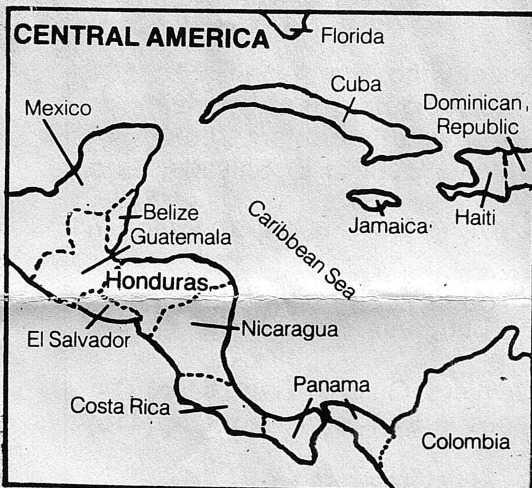 CENTRAL AMERICA
Florida
Cuba
Mexico
Dominican
Republic
Belize
Guatemala
Jamaica
Haiti
Caribbean Sea
Honduras
El Salvador
Nicaragua
Costa Rica
Panama
Colombia